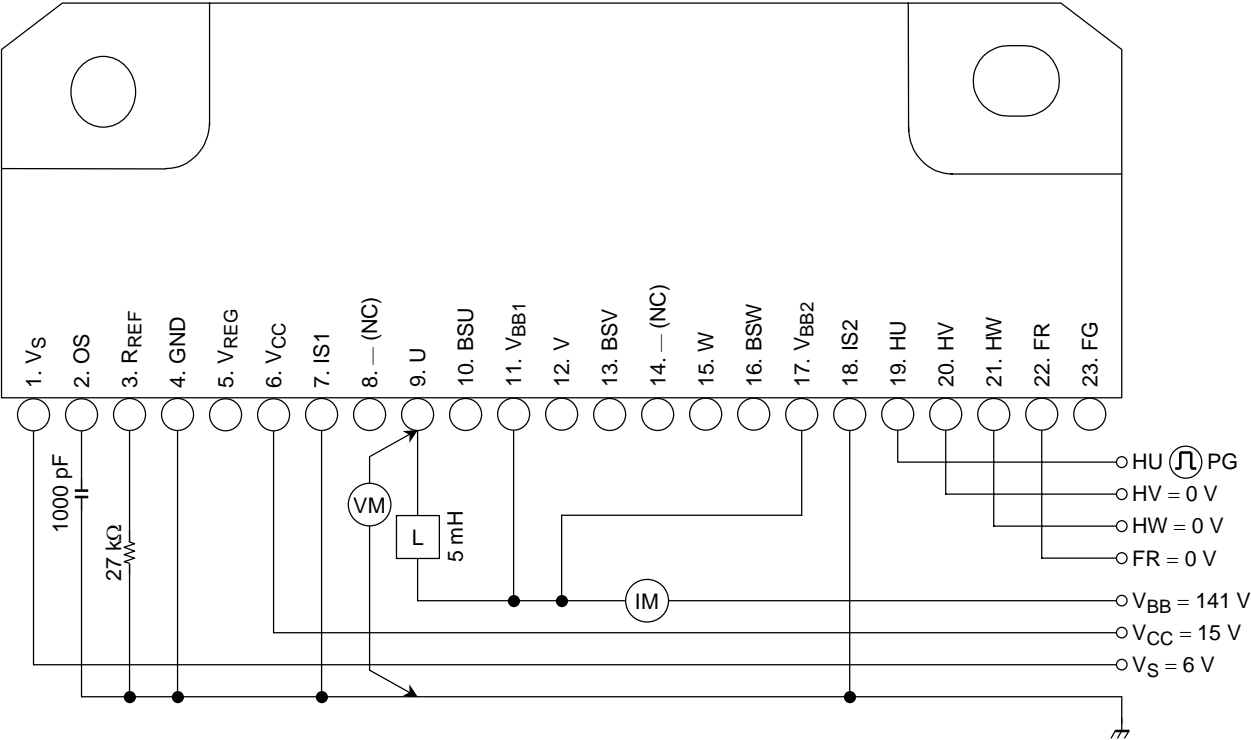 1. VS
2. OS
3. RREF
4. GND
5. VREG
6. VCC
7. IS1
8. — (NC)
9. U
10. BSU
11. VBB1
12. V
13. BSV
14. — (NC)
15. W
16. BSW
17. VBB2
18. IS2
19. HU
20. HV
21. HW
22. FR
23. FG
1000 pF
27 kΩ
VM
L
5 mH
IM
HU PG
HV = 0 V
HW = 0 V
FR = 0 V
VBB = 141 V
VCC = 15 V
VS = 6 V